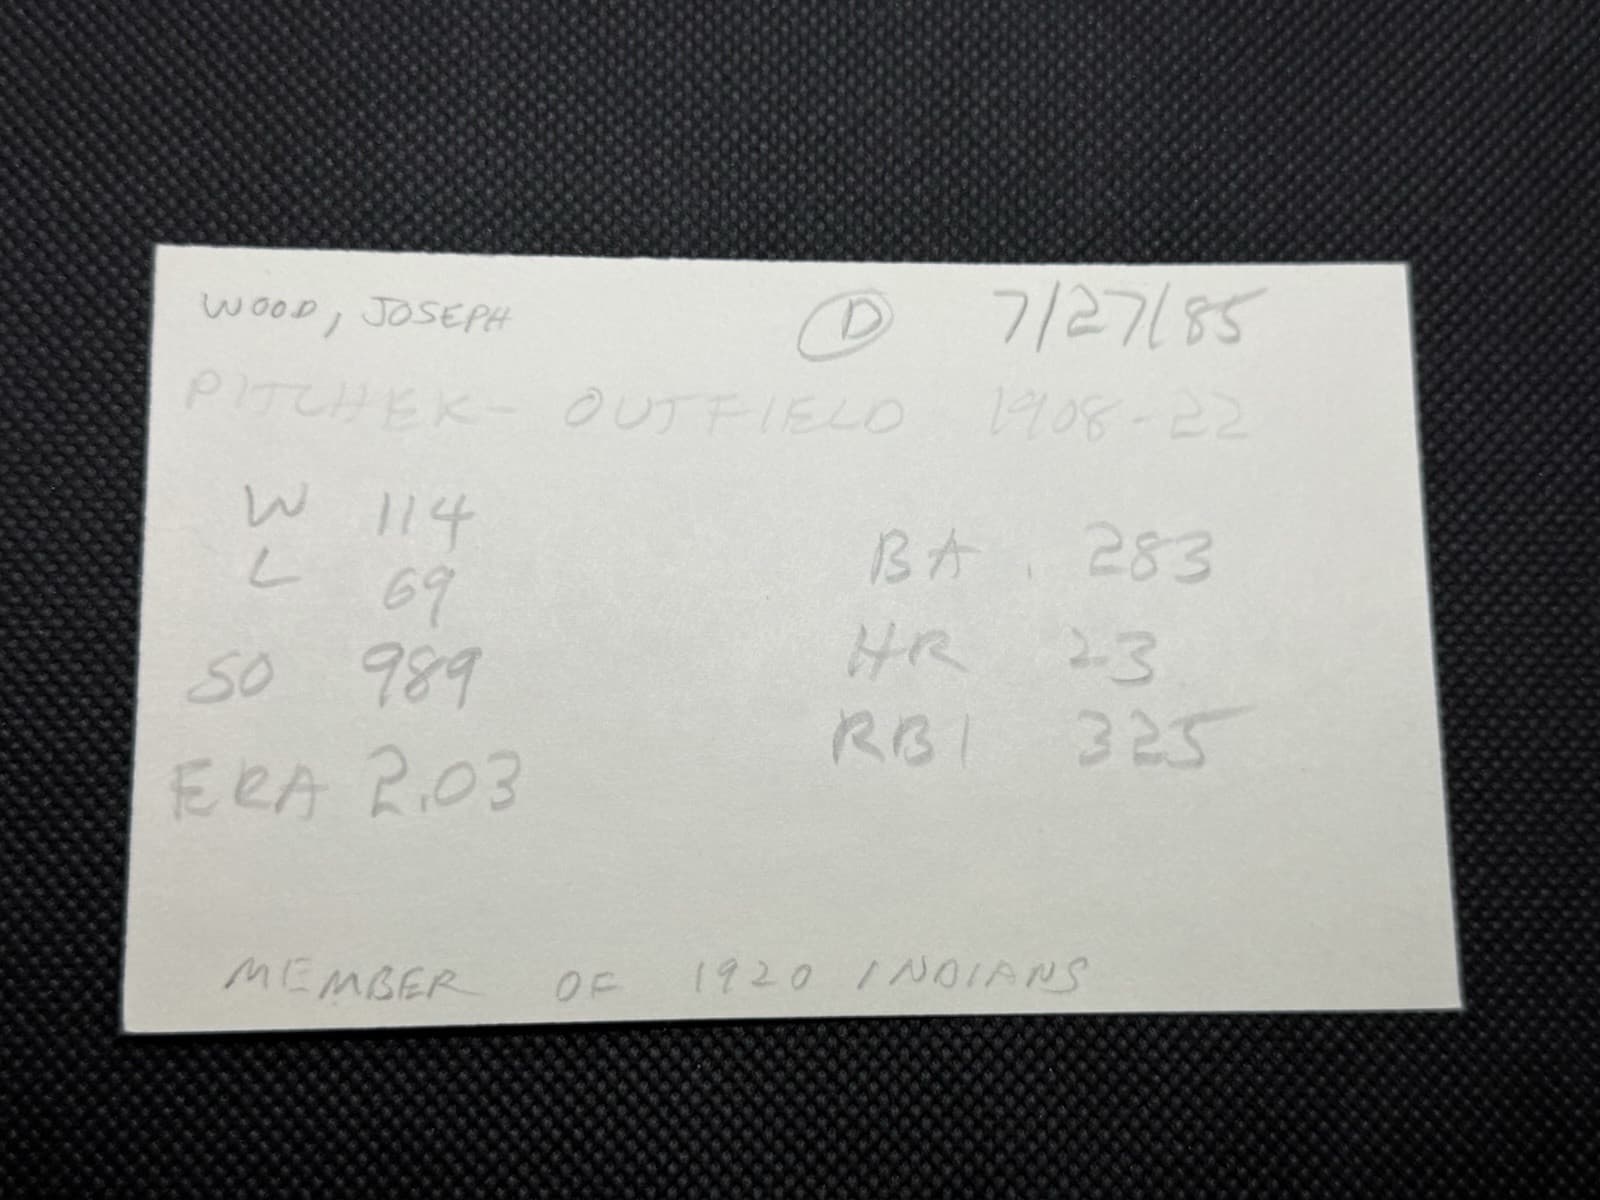 WOOD, JOSEPH D 7/27/85
PITCHER- OUTFIELD 1908-22
W 114
L 69
SO 989
ERA 2.03
BA . 283
HR 23
RBI 325
MEMBER OF 1920 INDIANS